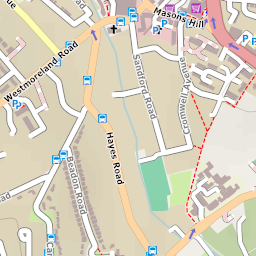 Masons Hill
Westmoreland Road
Sandford Road
Cromwell Avenue
Hayes Road
Beadon Road
P
P
P